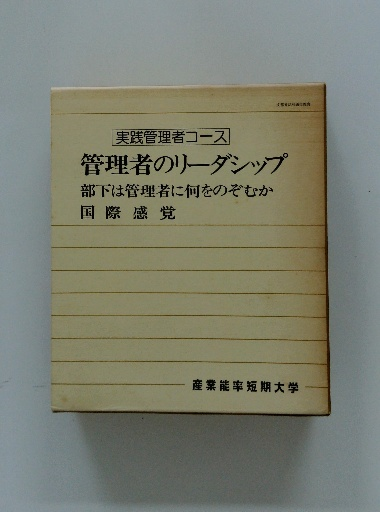 実践管理者コース
管理者のリーダシップ
部下は管理者に何をのぞむか
国際感覚
産業能率短期大学